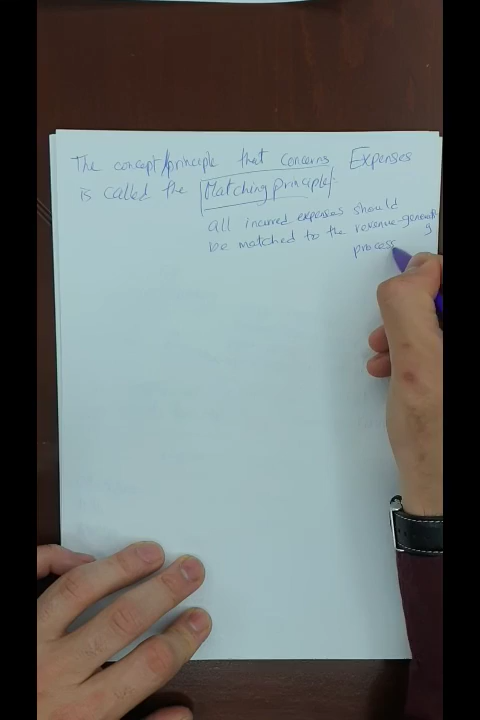 The concept/principle that concerns Expenses
is called the Matching principle:-
all incurred expenses should
be matched to the revenue-generatig
process